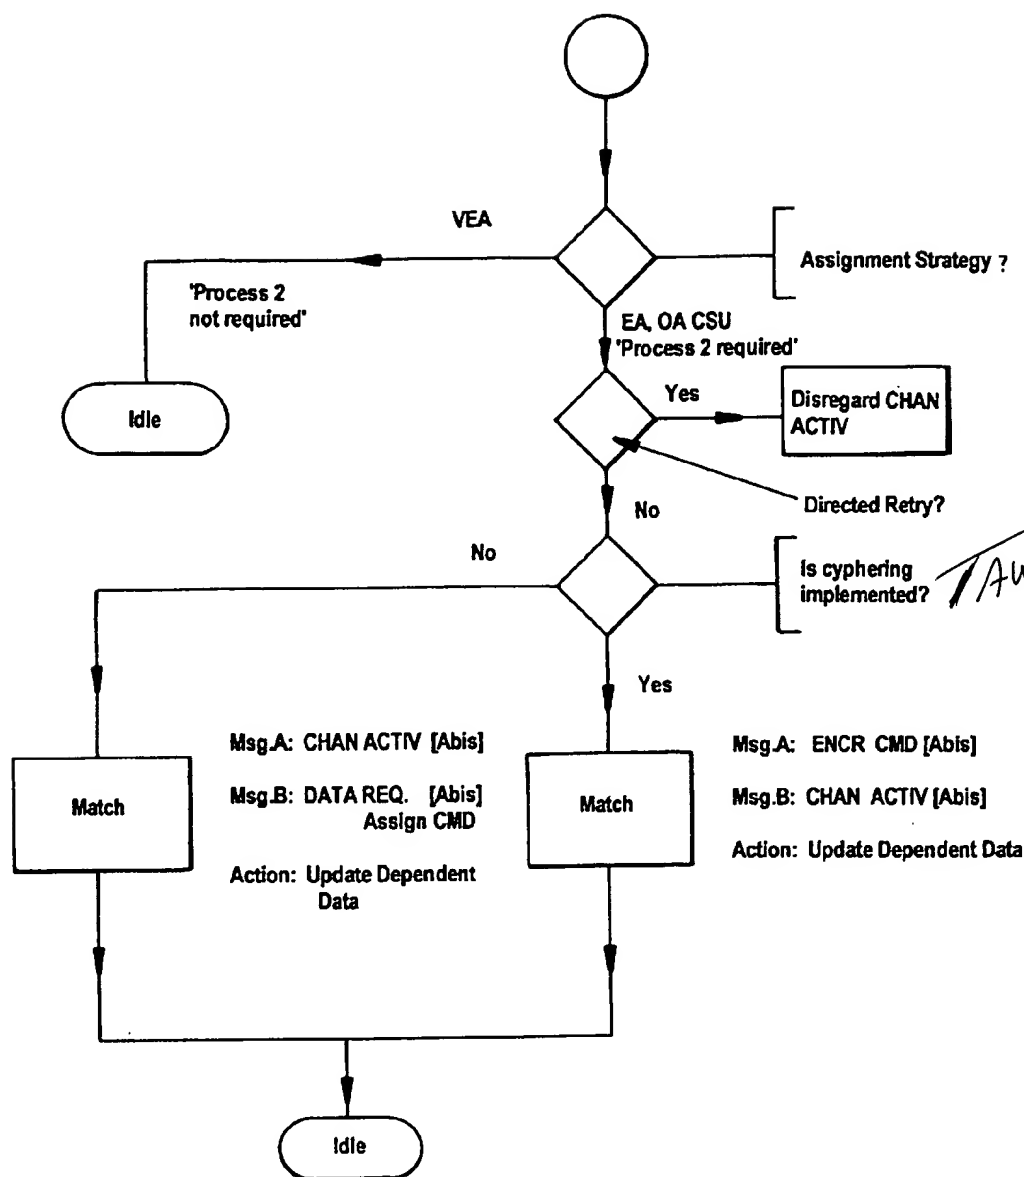 VEA
Assignment Strategy ?
'Process 2
not required'
EA, OA CSU
'Process 2 required'
Idle
Yes
Disregard CHAN
ACTIV
Directed Retry?
No
No
Is cyphering
implemented?
Yes
Msg.A: CHAN ACTIV [Abis]
Msg.B: DATA REQ. [Abis]
Assign CMD
Action: Update Dependent
Data
Match
Match
Msg.A: ENCR CMD [Abis]
Msg.B: CHAN ACTIV [Abis]
Action: Update Dependent Data
Idle